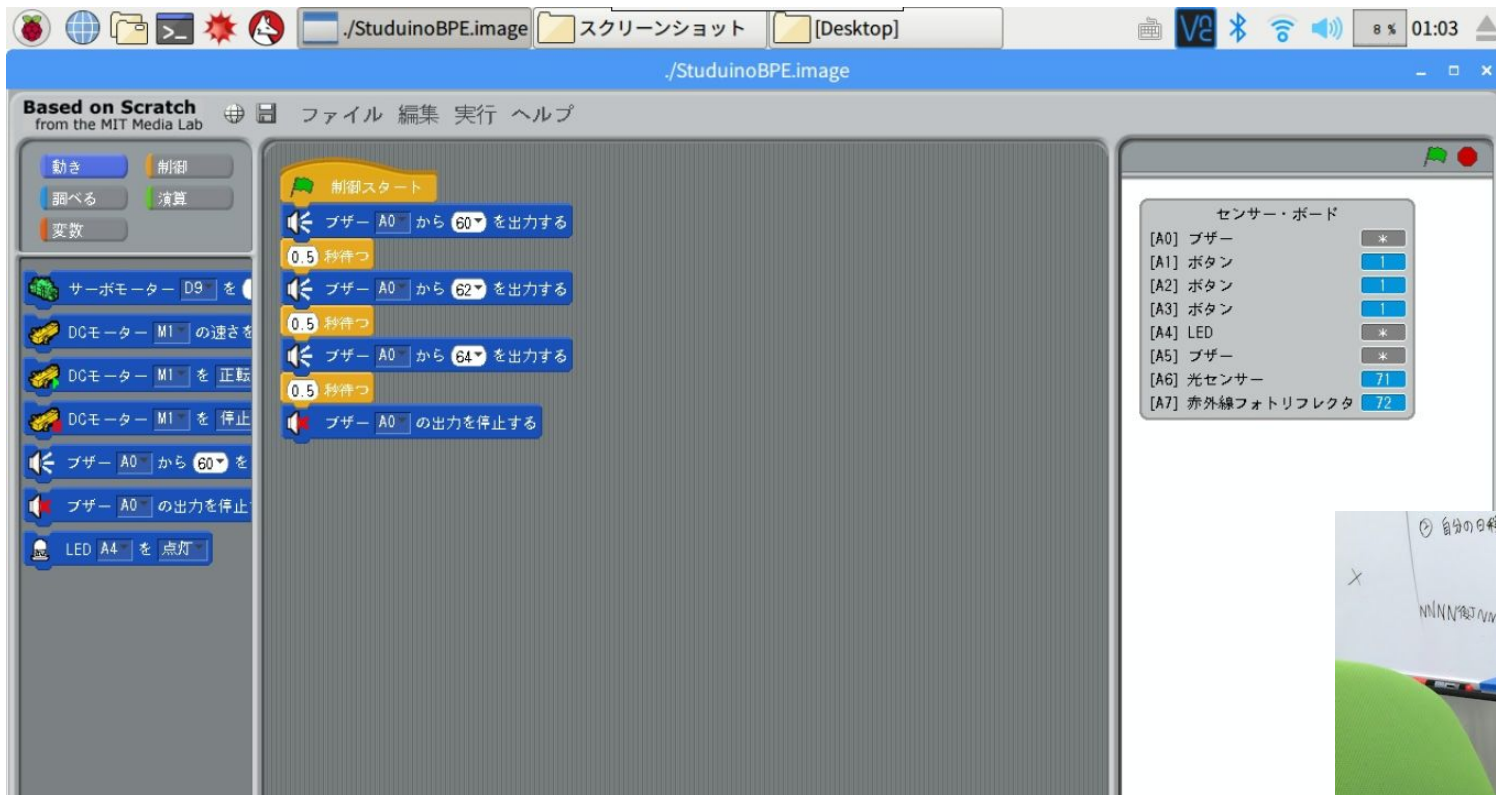 ./StuduinoBPE.image
スクリーンショット
[Desktop]
8 %
01:03
./StuduinoBPE.image
Based on Scratch
from the MIT Media Lab
ファイル 編集 実行 ヘルプ
動き
制御
調べる
演算
変数
サーボモーター D9 を
DCモーター M1 の速さを
DCモーター M1 を 正転
DCモーター M1 を 停止
ブザー A0 から 60 を
ブザー A0 の出力を停止
LED A4 を 点灯
制御スタート
ブザー A0 から 60 を出力する
0.5 秒待つ
ブザー A0 から 62 を出力する
0.5 秒待つ
ブザー A0 から 64 を出力する
0.5 秒待つ
ブザー A0 の出力を停止する
センサー・ボード
[A0] ブザー *
[A1] ボタン 1
[A2] ボタン 1
[A3] ボタン 1
[A4] LED *
[A5] ブザー *
[A6] 光センサー 71
[A7] 赤外線フォトリフレクタ 72
自分の日